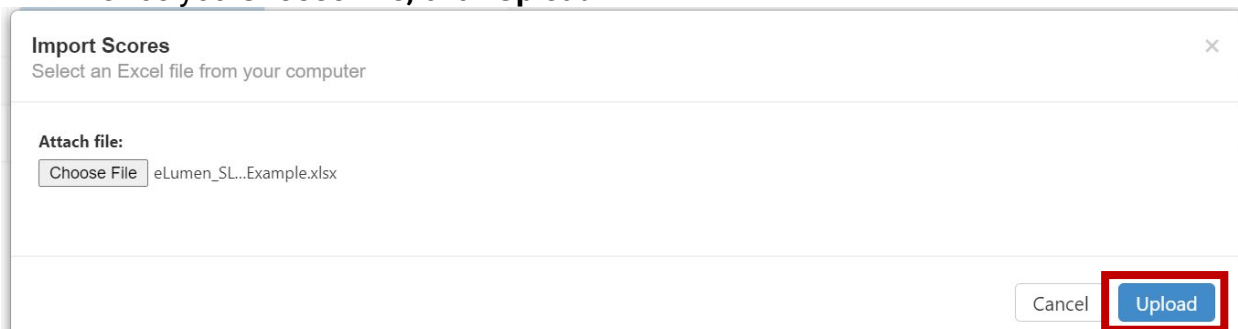 Import Scores
×
Select an Excel file from your computer
Attach file:
Choose File eLumen_SL...Example.xlsx
Cancel Upload